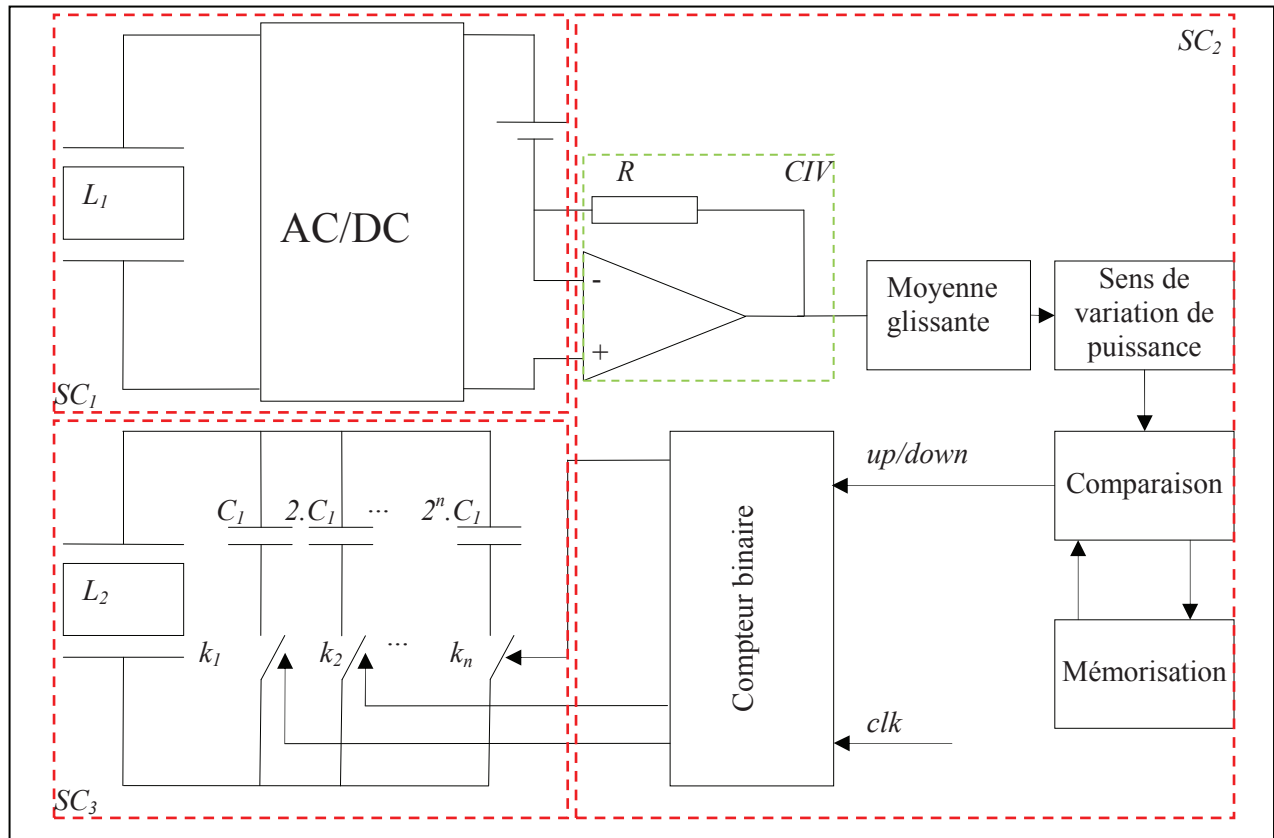 SC2
R
CIV
L1
AC/DC
-
+
Moyenne
glissante
Sens de
variation de
puissance
SC1
up/down
Comparaison
C1
2.C1
...
2^n.C1
Compteur binaire
L2
k1
k2
...
kn
Mémorisation
clk
SC3